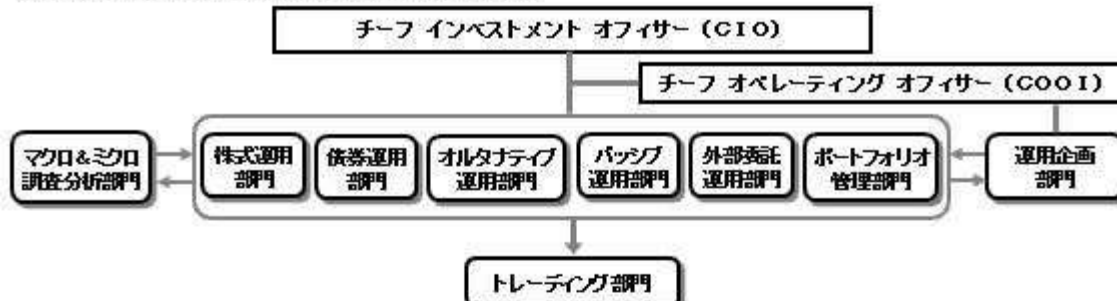 チーフ インベストメント オフィサー (CIO)
チーフ オペレーティング オフィサー (COOI)
マクロ&ミクロ
調査分析部門
株式運用
部門
債券運用
部門
オルタナティブ
運用部門
パッシブ
運用部門
外部委託
運用部門
ポートフォリオ
管理部門
運用企画
部門
トレーディング部門